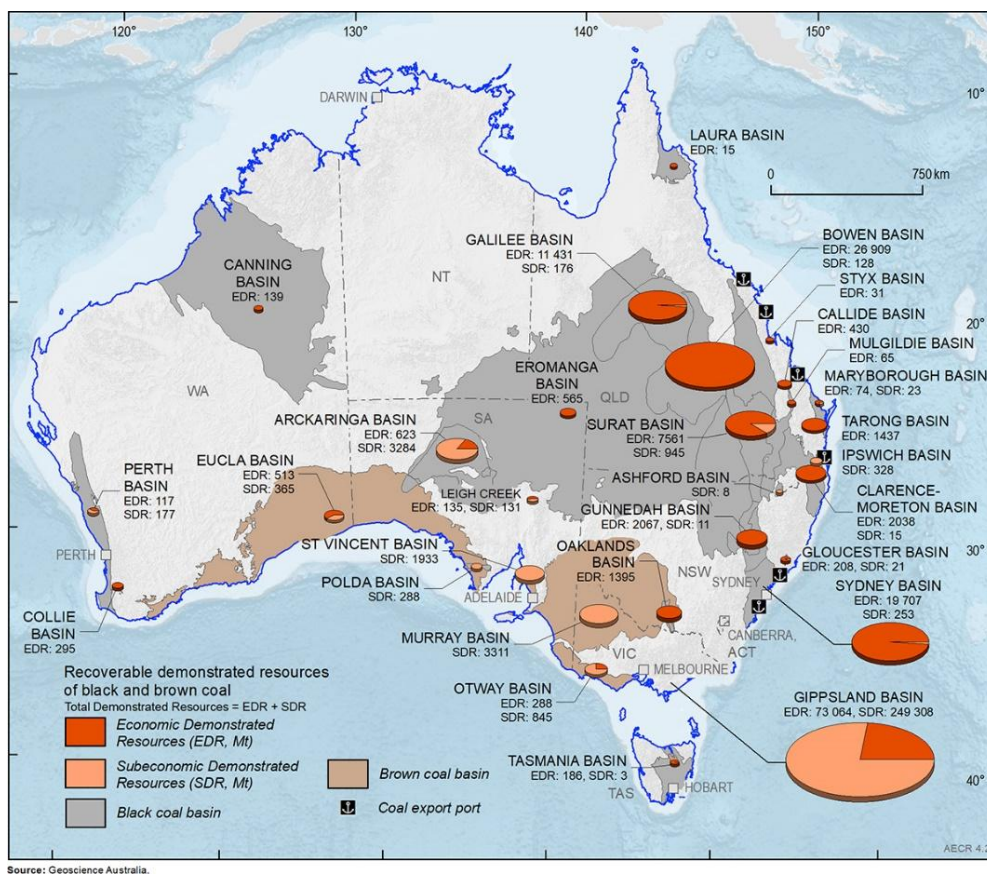 120°
130°
140°
150°
10°
20°
30°
40°
DARWIN
LAURA BASIN
EDR: 15
0 750 km
BOWEN BASIN
EDR: 26 909
SDR: 128
GALILEE BASIN
EDR: 11 431
SDR: 176
STYX BASIN
EDR: 31
CANNING
BASIN
EDR: 139
NT
CALLIDE BASIN
EDR: 430
MULGILDIE BASIN
EDR: 65
EROMANGA
BASIN
EDR: 565
QLD
MARYBOROUGH BASIN
EDR: 74, SDR: 23
WA
ARCKARINGA BASIN
EDR: 623
SDR: 3284
SA
SURAT BASIN
EDR: 7561
SDR: 945
TARONG BASIN
EDR: 1437
IPSWICH BASIN
SDR: 328
PERTH
BASIN
EDR: 117
SDR: 177
EUCLA BASIN
EDR: 513
SDR: 365
LEIGH CREEK
EDR: 135, SDR: 131
ASHFORD BASIN
SDR: 8
CLARENCE-
MORETON BASIN
EDR: 2038
SDR: 15
GUNNEDAH BASIN
EDR: 2067, SDR: 11
ST VINCENT BASIN
SDR: 1933
OAKLANDS
BASIN
EDR: 1395
NSW
GLOUCESTER BASIN
EDR: 208, SDR: 21
PERTH
POLDA BASIN
SDR: 288
ADELAIDE
SYDNEY
SYDNEY BASIN
EDR: 19 707
SDR: 253
COLLIE
BASIN
EDR: 295
MURRAY BASIN
SDR: 3311
CANBERRA,
ACT
VIC
MELBOURNE
OTWAY BASIN
EDR: 288
SDR: 845
GIPPSLAND BASIN
EDR: 73 064, SDR: 249 308
TASMANIA BASIN
EDR: 186, SDR: 3
TAS
HOBART
Recoverable demonstrated resources
of black and brown coal
Total Demonstrated Resources = EDR + SDR
Economic Demonstrated
Resources (EDR, Mt)
Subeconomic Demonstrated
Resources (SDR, Mt)
Black coal basin
Brown coal basin
Coal export port
AECR 4.2
Source: Geoscience Australia.